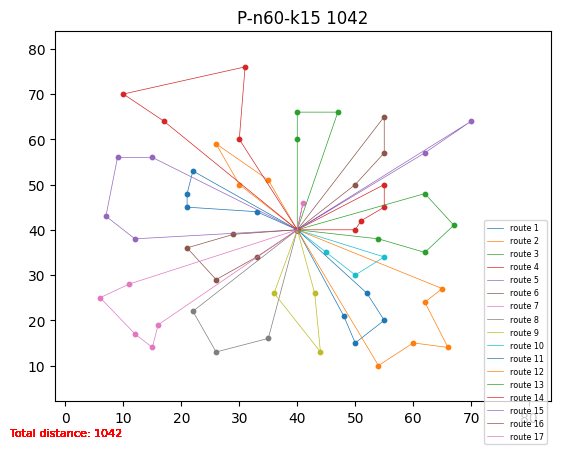 P-n60-k15 1042
80
70
60
50
40
30
20
10
0 10 20 30 40 50 60 70 80
route 1
route 2
route 3
route 4
route 5
route 6
route 7
route 8
route 9
route 10
route 11
route 12
route 13
route 14
route 15
route 16
route 17
Total distance: 1042